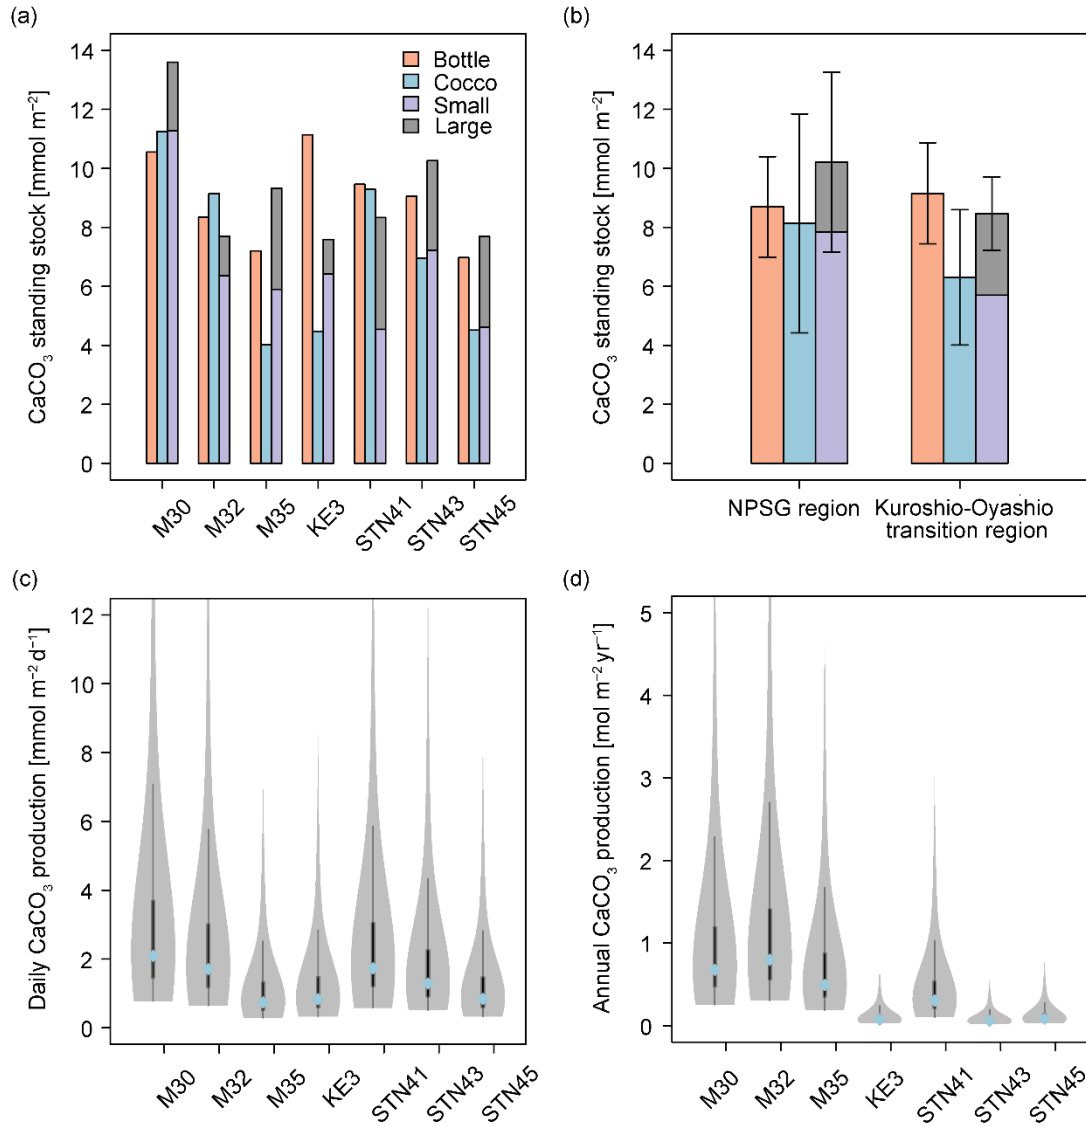 (a)
CaCO₃ standing stock [mmol m⁻²]
14
12
10
8
6
4
2
0
Bottle
Cocco
Small
Large
M30
M32
M35
KE3
STN41
STN43
STN45
(b)
CaCO₃ standing stock [mmol m⁻²]
14
12
10
8
6
4
2
0
NPSG region
Kuroshio-Oyashio
transition region
(c)
Daily CaCO₃ production [mmol m⁻² d⁻¹]
12
10
8
6
4
2
0
M30
M32
M35
KE3
STN41
STN43
STN45
(d)
Annual CaCO₃ production [mol m⁻² yr⁻¹]
5
4
3
2
1
0
M30
M32
M35
KE3
STN41
STN43
STN45